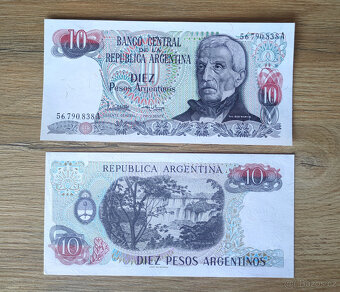 10
56.790.838A
BANCO CENTRAL
DE LA
REPUBLICA ARGENTINA
DIEZ
Pesos Argentinos
10
56.790.838A
REPUBLICA ARGENTINA
10
10
DIEZ PESOS ARGENTINOS